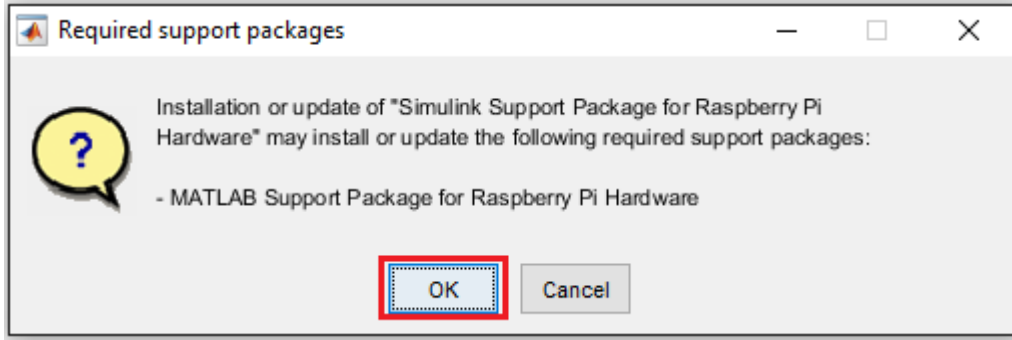 Required support packages
Installation or update of "Simulink Support Package for Raspberry Pi
Hardware" may install or update the following required support packages:
- MATLAB Support Package for Raspberry Pi Hardware
OK
Cancel